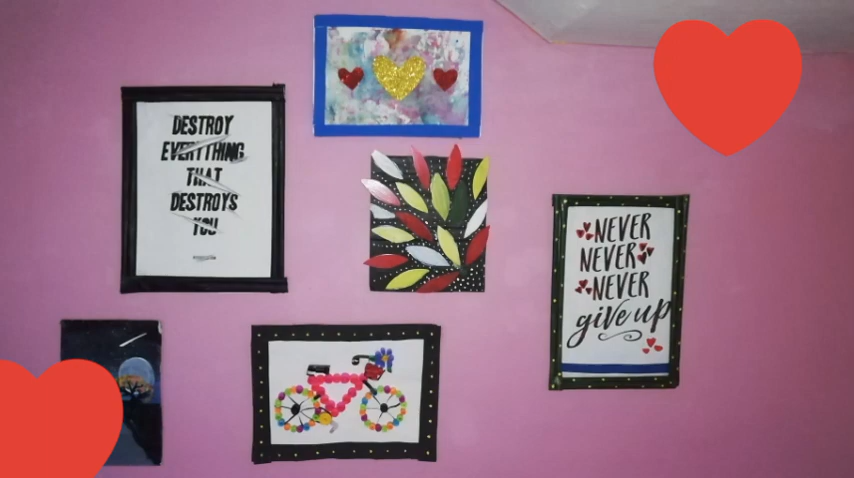 DESTROY
EVERYTHING
THAT
DESTROYS
YOU
NEVER
NEVER
NEVER
give up